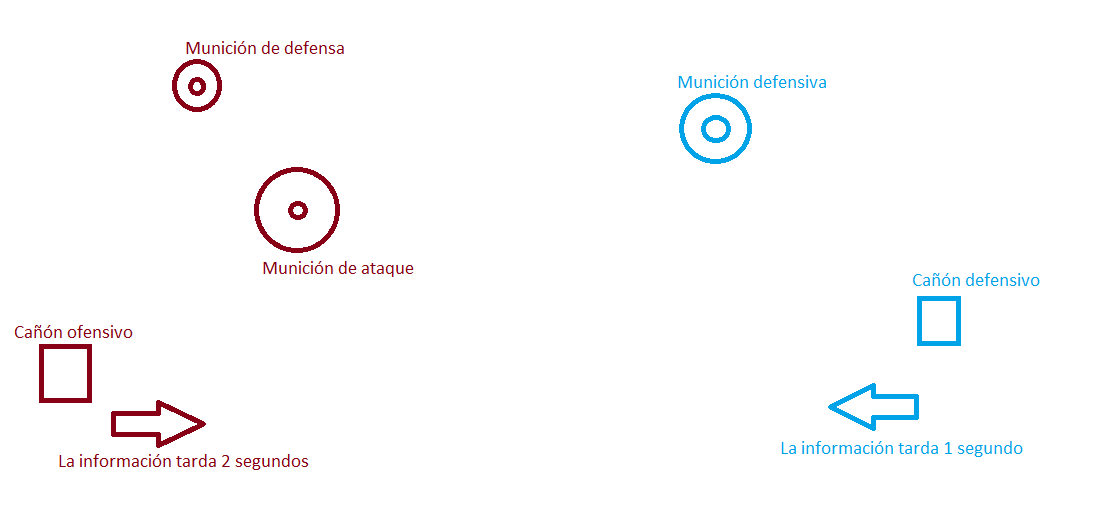 Munición de defensa
Munición defensiva
Munición de ataque
Cañón defensivo
Cañón ofensivo
La información tarda 1 segundo
La información tarda 2 segundos